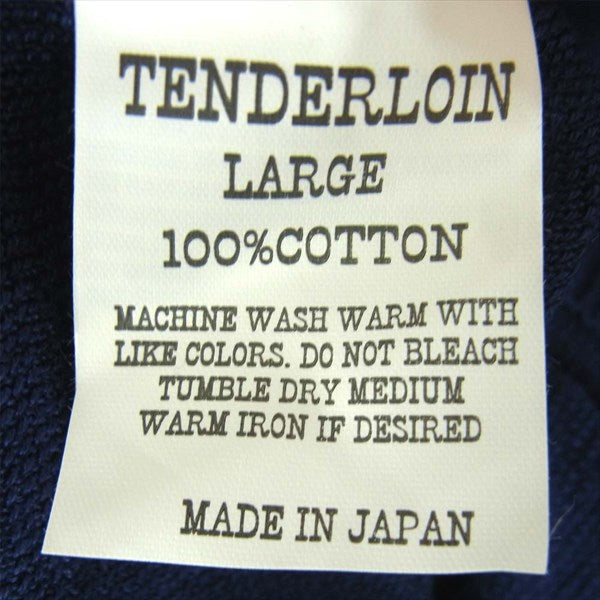 TENDERLOIN
LARGE
100%COTTON
MACHINE WASH WARM WITH
LIKE COLORS. DO NOT BLEACH
TUMBLE DRY MEDIUM
WARM IRON IF DESIRED
MADE IN JAPAN